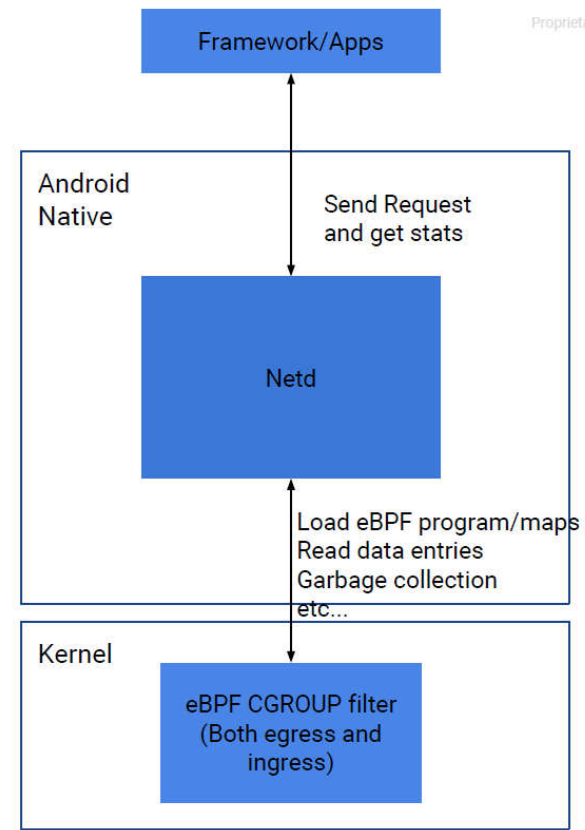 Framework/Apps
Android
Native
Send Request
and get stats
Netd
Load eBPF program/maps
Read data entries
Garbage collection
etc...
Kernel
eBPF CGROUP filter
(Both egress and
ingress)